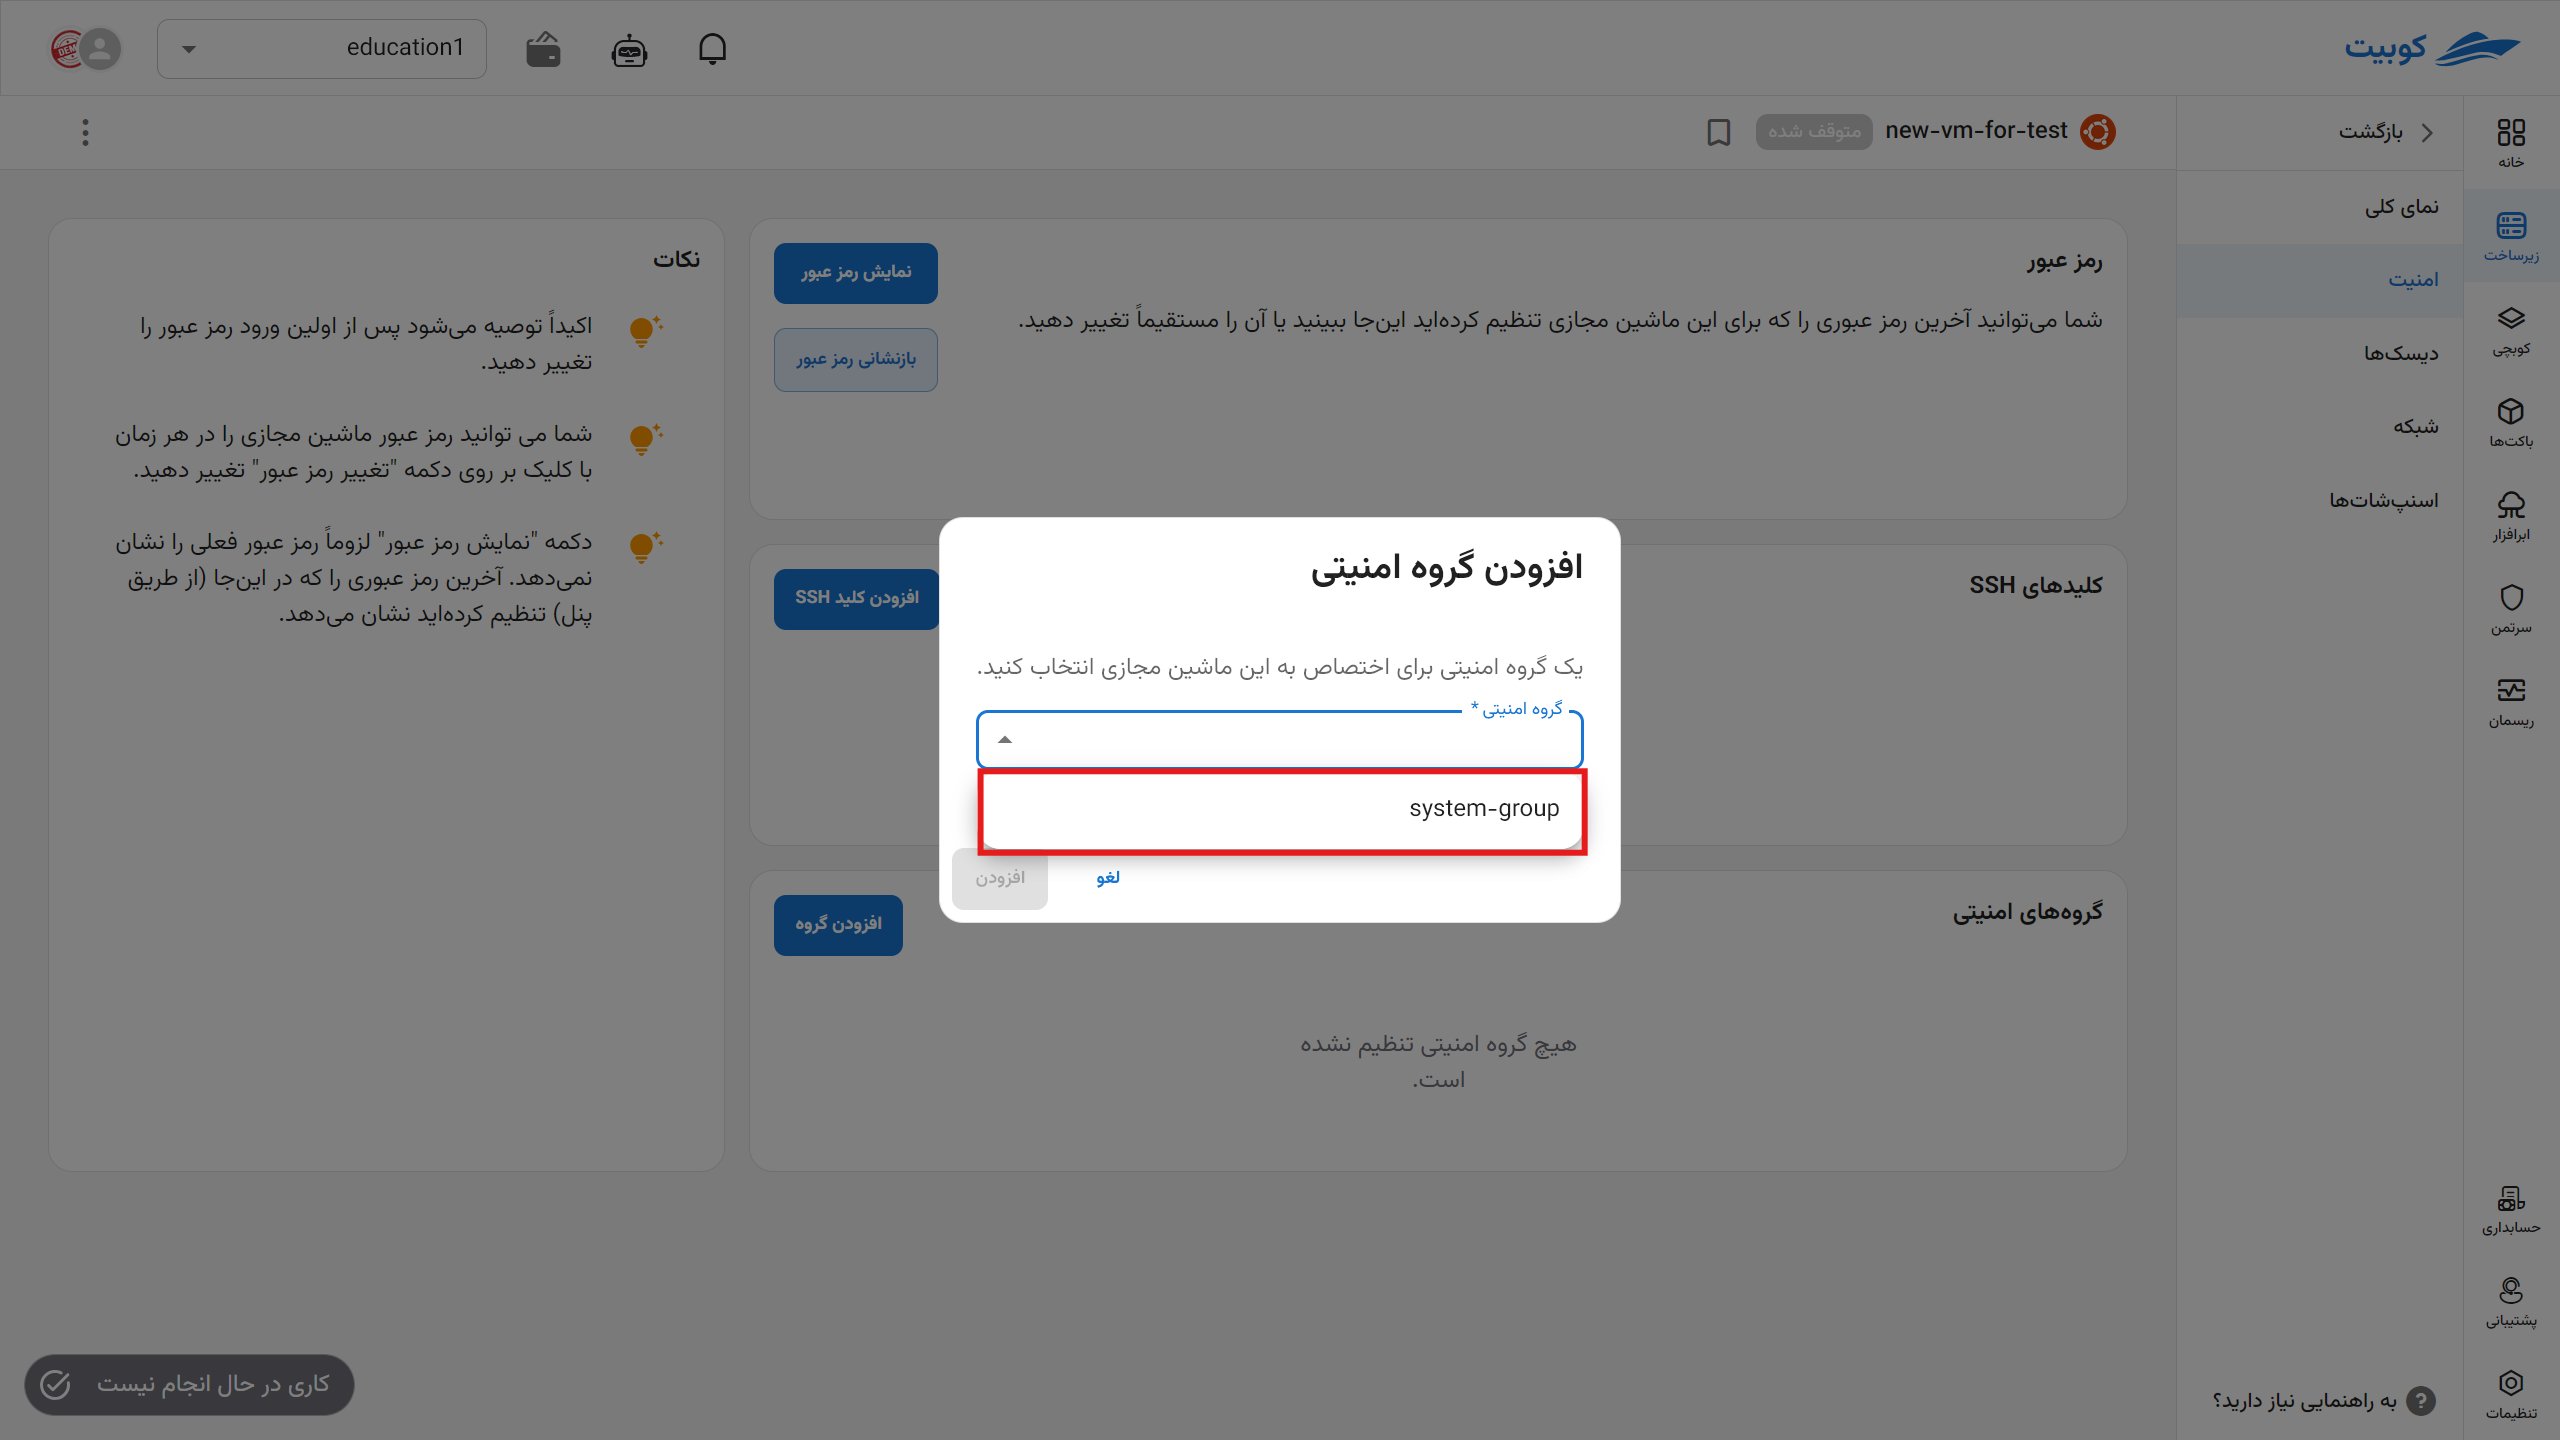 کوبیت
education1
DEMO
خانه
زیرساخت
کوبچی
باکت‌ها
ابرافزار
سرتمن
ریسمان
حسابداری
پشتیبانی
تنظیمات
بازگشت
نمای کلی
امنیت
دیسک‌ها
شبکه
اسنپ‌شات‌ها
به راهنمایی نیاز دارید؟
new-vm-for-test
متوقف شده
رمز عبور
شما می‌توانید آخرین رمز عبوری را که برای این ماشین مجازی تنظیم کرده‌اید این‌جا ببینید یا آن را مستقیماً تغییر دهید.
نمایش رمز عبور
بازنشانی رمز عبور
کلیدهای SSH
افزودن کلید SSH
گروه‌های امنیتی
افزودن گروه
هیچ گروه امنیتی تنظیم نشده
است.
نکات
اکیداً توصیه می‌شود پس از اولین ورود رمز عبور را
تغییر دهید.
شما می توانید رمز عبور ماشین مجازی را در هر زمان
با کلیک بر روی دکمه "تغییر رمز عبور" تغییر دهید.
دکمه "نمایش رمز عبور" لزوماً رمز عبور فعلی را نشان
نمی‌دهد. آخرین رمز عبوری را که در این‌جا (از طریق
پنل) تنظیم کرده‌اید نشان می‌دهد.
افزودن گروه امنیتی
یک گروه امنیتی برای اختصاص به این ماشین مجازی انتخاب کنید.
گروه امنیتی *
system-group
لغو
افزودن
کاری در حال انجام نیست